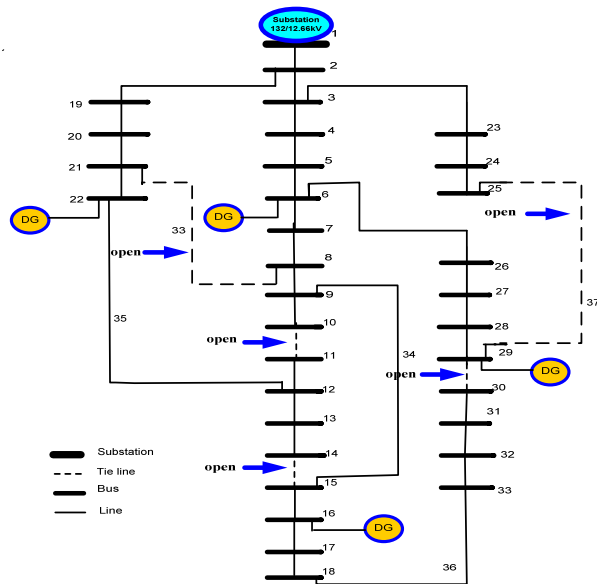 Substation
132/12.66kV
1
2
3
19
23
4
20
24
5
21
25
6
22
open
DG
DG
33
7
open
8
26
9
27
37
10
28
35
open
34
29
11
open
DG
12
30
13
31
14
32
open
Substation
15
33
Tie line
16
Bus
DG
Line
17
36
18